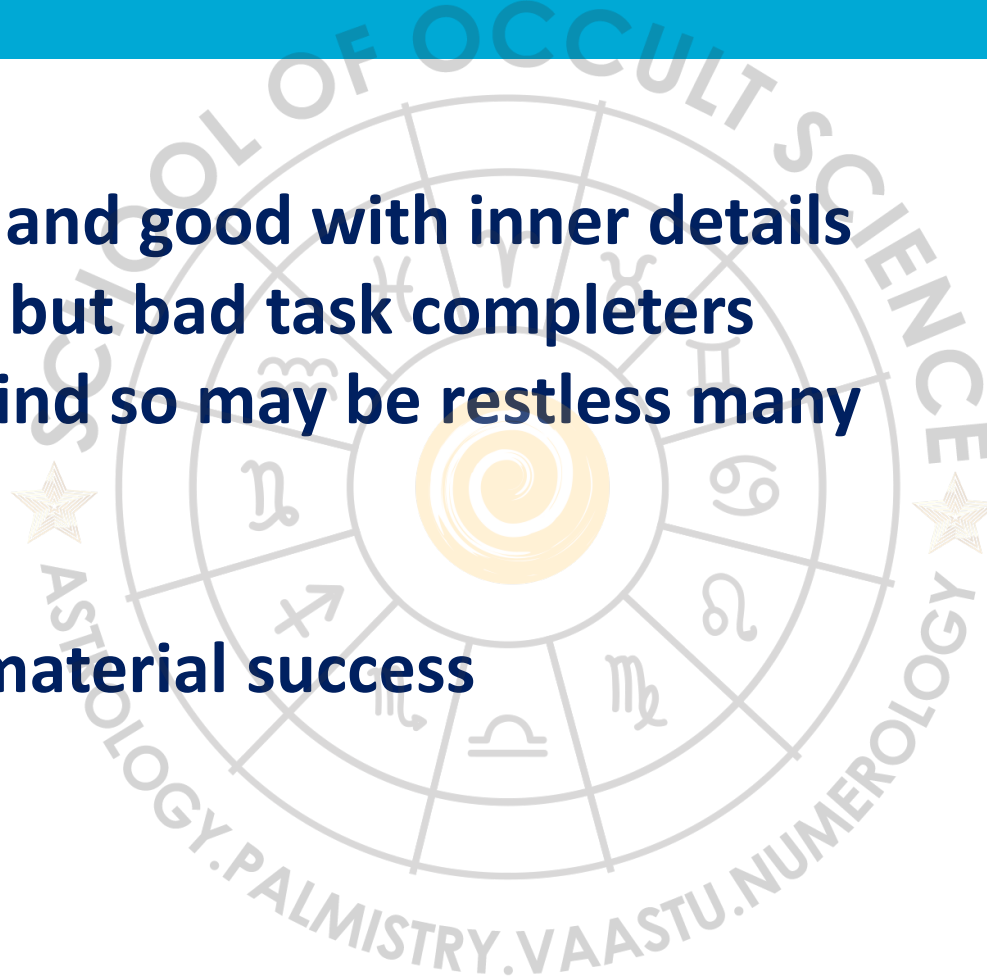 SCHOOL OF OCCULT SCIENCE
and good with inner details
but bad task completers
ind so may be restless many
material success
ASTROLOGY.PALMISTRY.VAASTU.NUMEROLOGY